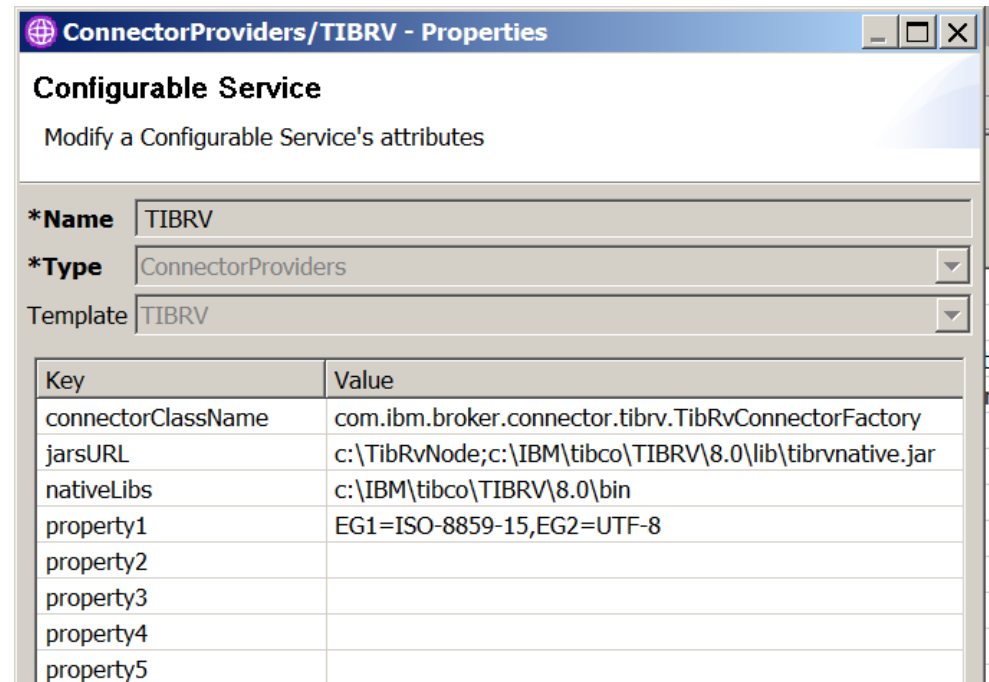 ConnectorProviders/TIBRV - Properties
Configurable Service
Modify a Configurable Service's attributes
*Name TIBRV
*Type ConnectorProviders
Template TIBRV
Key Value
connectorClassName com.ibm.broker.connector.tibrv.TibRvConnectorFactory
jarsURL c:\TibRvNode;c:\IBM\tibco\TIBRV\8.0\lib\tibrvnative.jar
nativeLibs c:\IBM\tibco\TIBRV\8.0\bin
property1 EG1=ISO-8859-15,EG2=UTF-8
property2
property3
property4
property5